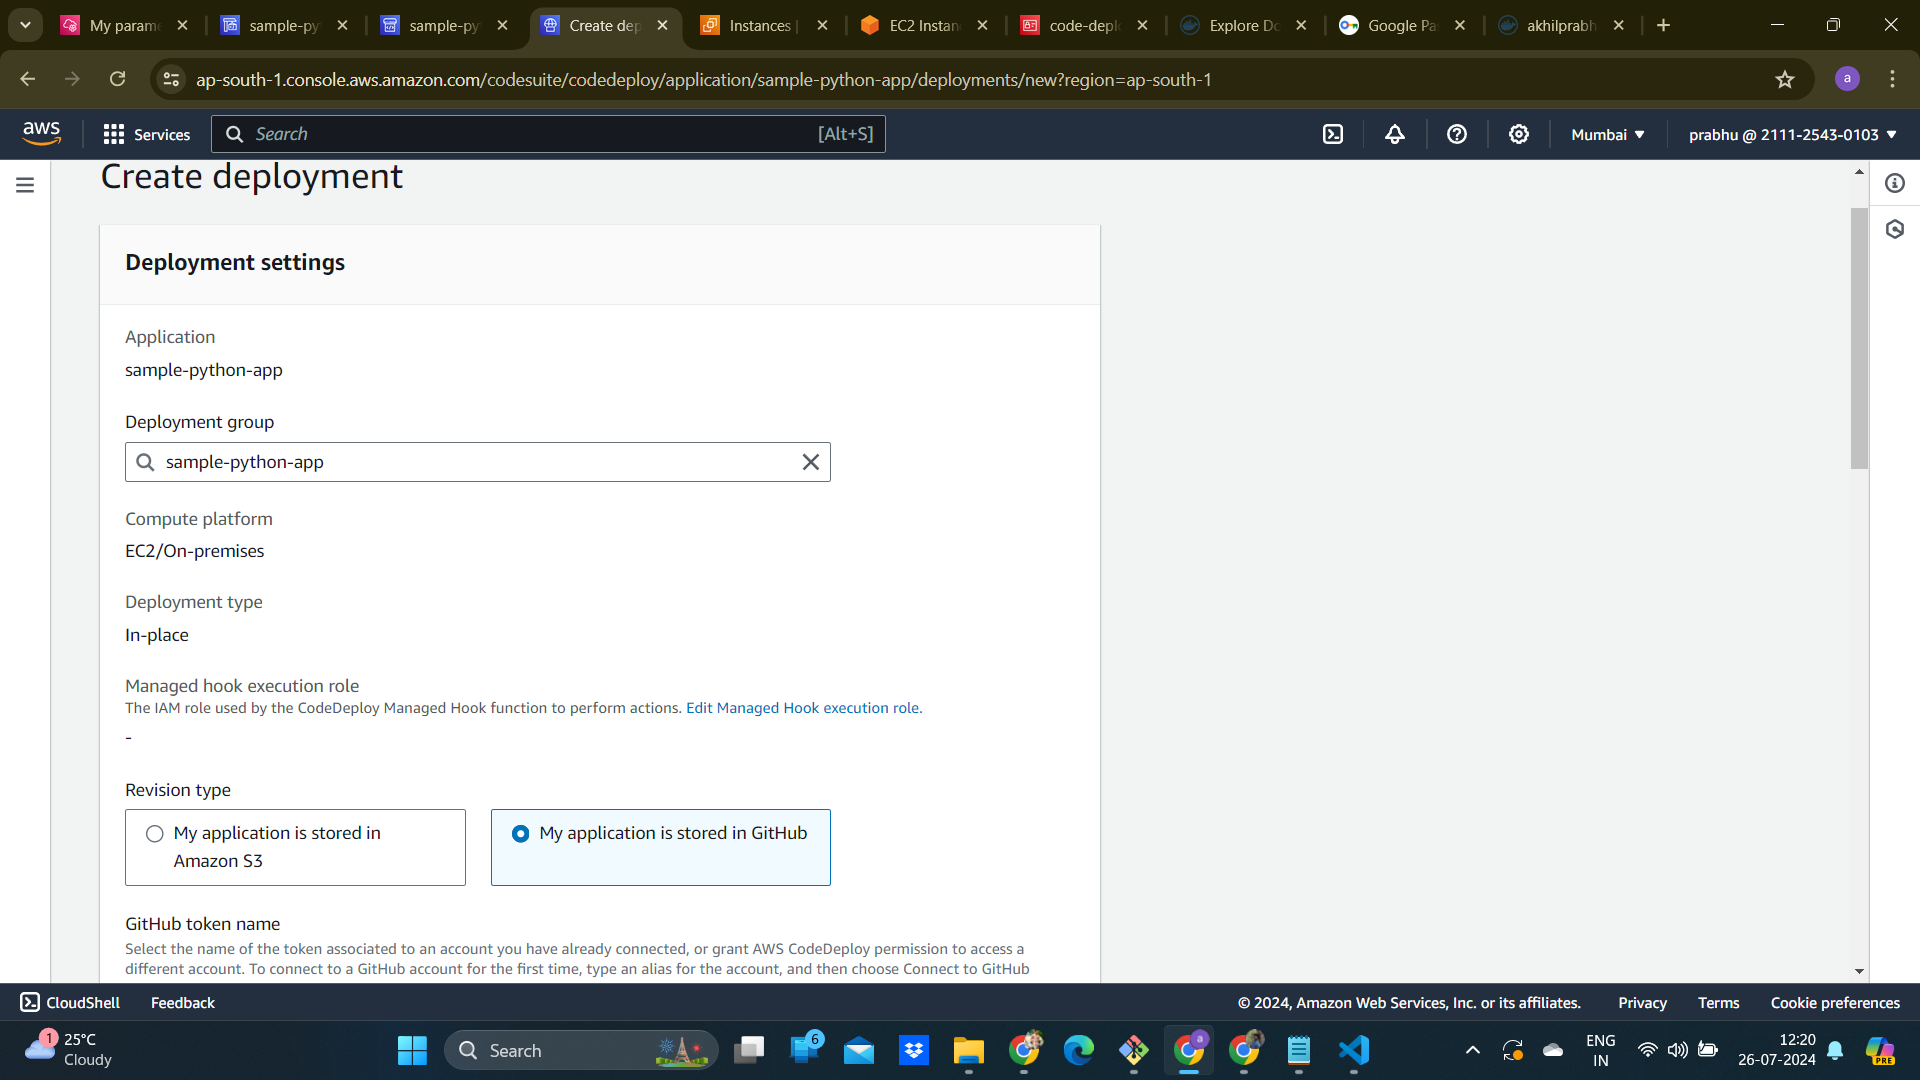 My parame
sample-py
sample-py
Create dep
Instances |
EC2 Instan
code-deplo
Explore Do
Google Pa
akhilprabh
ap-south-1.console.aws.amazon.com/codesuite/codedeploy/application/sample-python-app/deployments/new?region=ap-south-1
a
aws
Services
Search
[Alt+S]
Mumbai
prabhu @ 2111-2543-0103
Create deployment
Deployment settings
Application
sample-python-app
Deployment group
sample-python-app
Compute platform
EC2/On-premises
Deployment type
In-place
Managed hook execution role
The IAM role used by the CodeDeploy Managed Hook function to perform actions. Edit Managed Hook execution role.
-
Revision type
My application is stored in
Amazon S3
My application is stored in GitHub
GitHub token name
Select the name of the token associated to an account you have already connected, or grant AWS CodeDeploy permission to access a
different account. To connect to a GitHub account for the first time, type an alias for the account, and then choose Connect to GitHub
CloudShell
Feedback
© 2024, Amazon Web Services, Inc. or its affiliates.
Privacy
Terms
Cookie preferences
1
25°C
Cloudy
Search
6
a
ENG
IN
12:20
26-07-2024
PRE